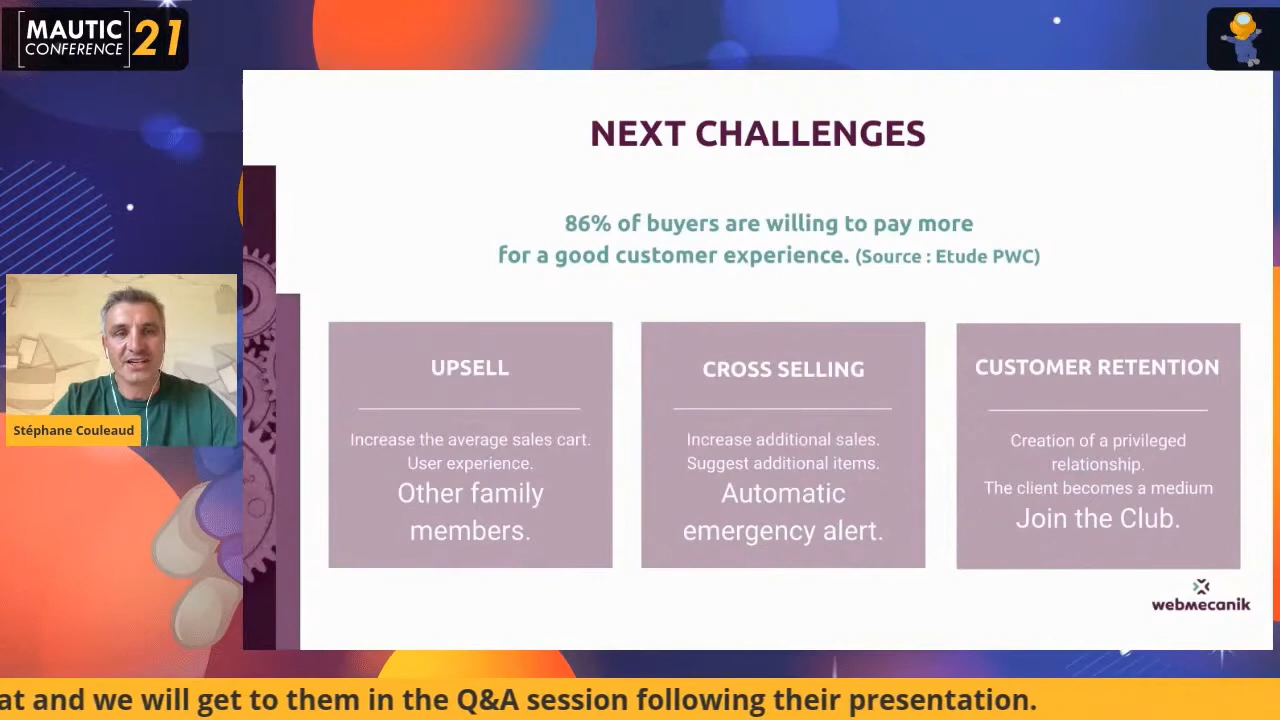 MAUTIC
CONFERENCE 21
NEXT CHALLENGES
86% of buyers are willing to pay more
for a good customer experience. (Source : Etude PWC)
UPSELL
Increase the average sales cart.
User experience.
Other family
members.
CROSS SELLING
Increase additional sales.
Suggest additional items.
Automatic
emergency alert.
CUSTOMER RETENTION
Creation of a privileged
relationship.
The client becomes a medium
Join the Club.
Stéphane Couleaud
webmecanik
at and we will get to them in the Q&A session following their presentation.